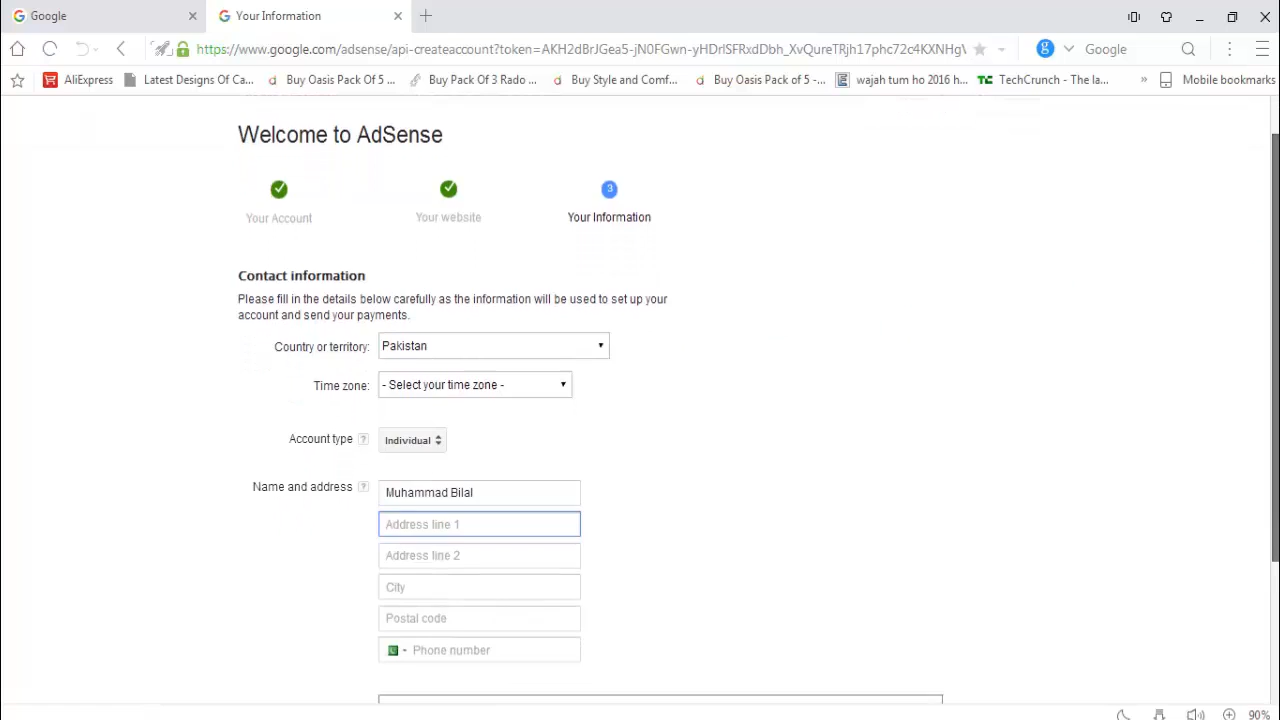 Google
Your Information
https://www.google.com/adsense/api-createaccount?token=AKH2dBrJGea5-jN0FGwn-yHDrlSFRxdDbh_XvQureTRjh17phc72c4KXNHgV
g
Google
AliExpress
Latest Designs Of Ca...
Buy Oasis Pack Of 5 ...
Buy Pack Of 3 Rado ...
Buy Style and Comf...
Buy Oasis Pack of 5 -...
wajah tum ho 2016 h...
TechCrunch - The la...
»
Mobile bookmarks
Welcome to AdSense
3
Your Account
Your website
Your Information
Contact information
Please fill in the details below carefully as the information will be used to set up your
account and send your payments.
Country or territory: Pakistan
Time zone: - Select your time zone -
Account type ? Individual
Name and address ? Muhammad Bilal
Address line 1
Address line 2
City
Postal code
Phone number
90%